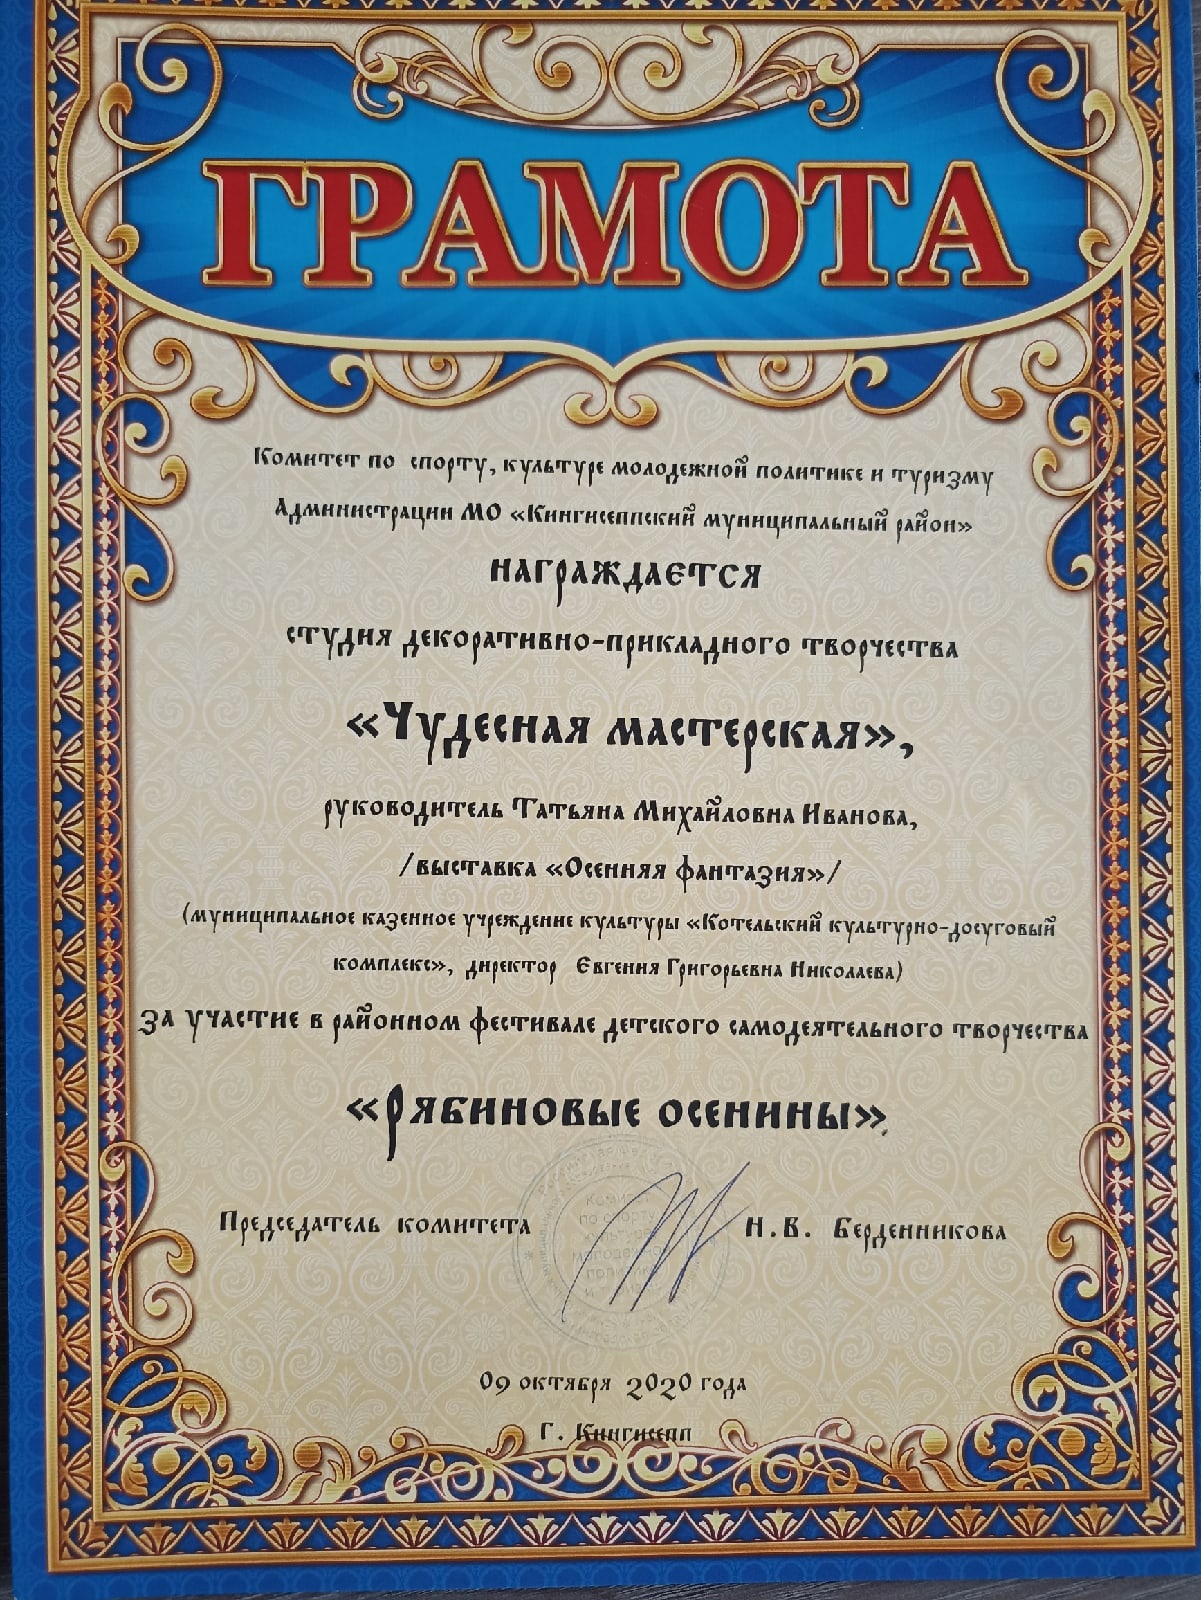 ГРАМОТА
Комитет по спорту, культуре молодежной политике и туризму
Администрации МО «Кингисеппский муниципальный район»
НАГРАЖДАЕТСЯ
студия декоративно-прикладного творчества
«Чудесная мастерская»,
руководитель Татьяна Михайловна Иванова,
/выставка «Осенняя фантазия»/
(муниципальное казенное учреждение культуры «Котельский культурно-досуговый
комплекс», директор Евгения Григорьевна Николаева)
за участие в районном фестивале детского самодеятельного творчества
«Рябиновые осенины».
Комитет
по спорту,
культуре
молодежной
политике
и
Председатель комитета Н.В. Берденникова
09 октября 2020 года
Г. Кингисепп